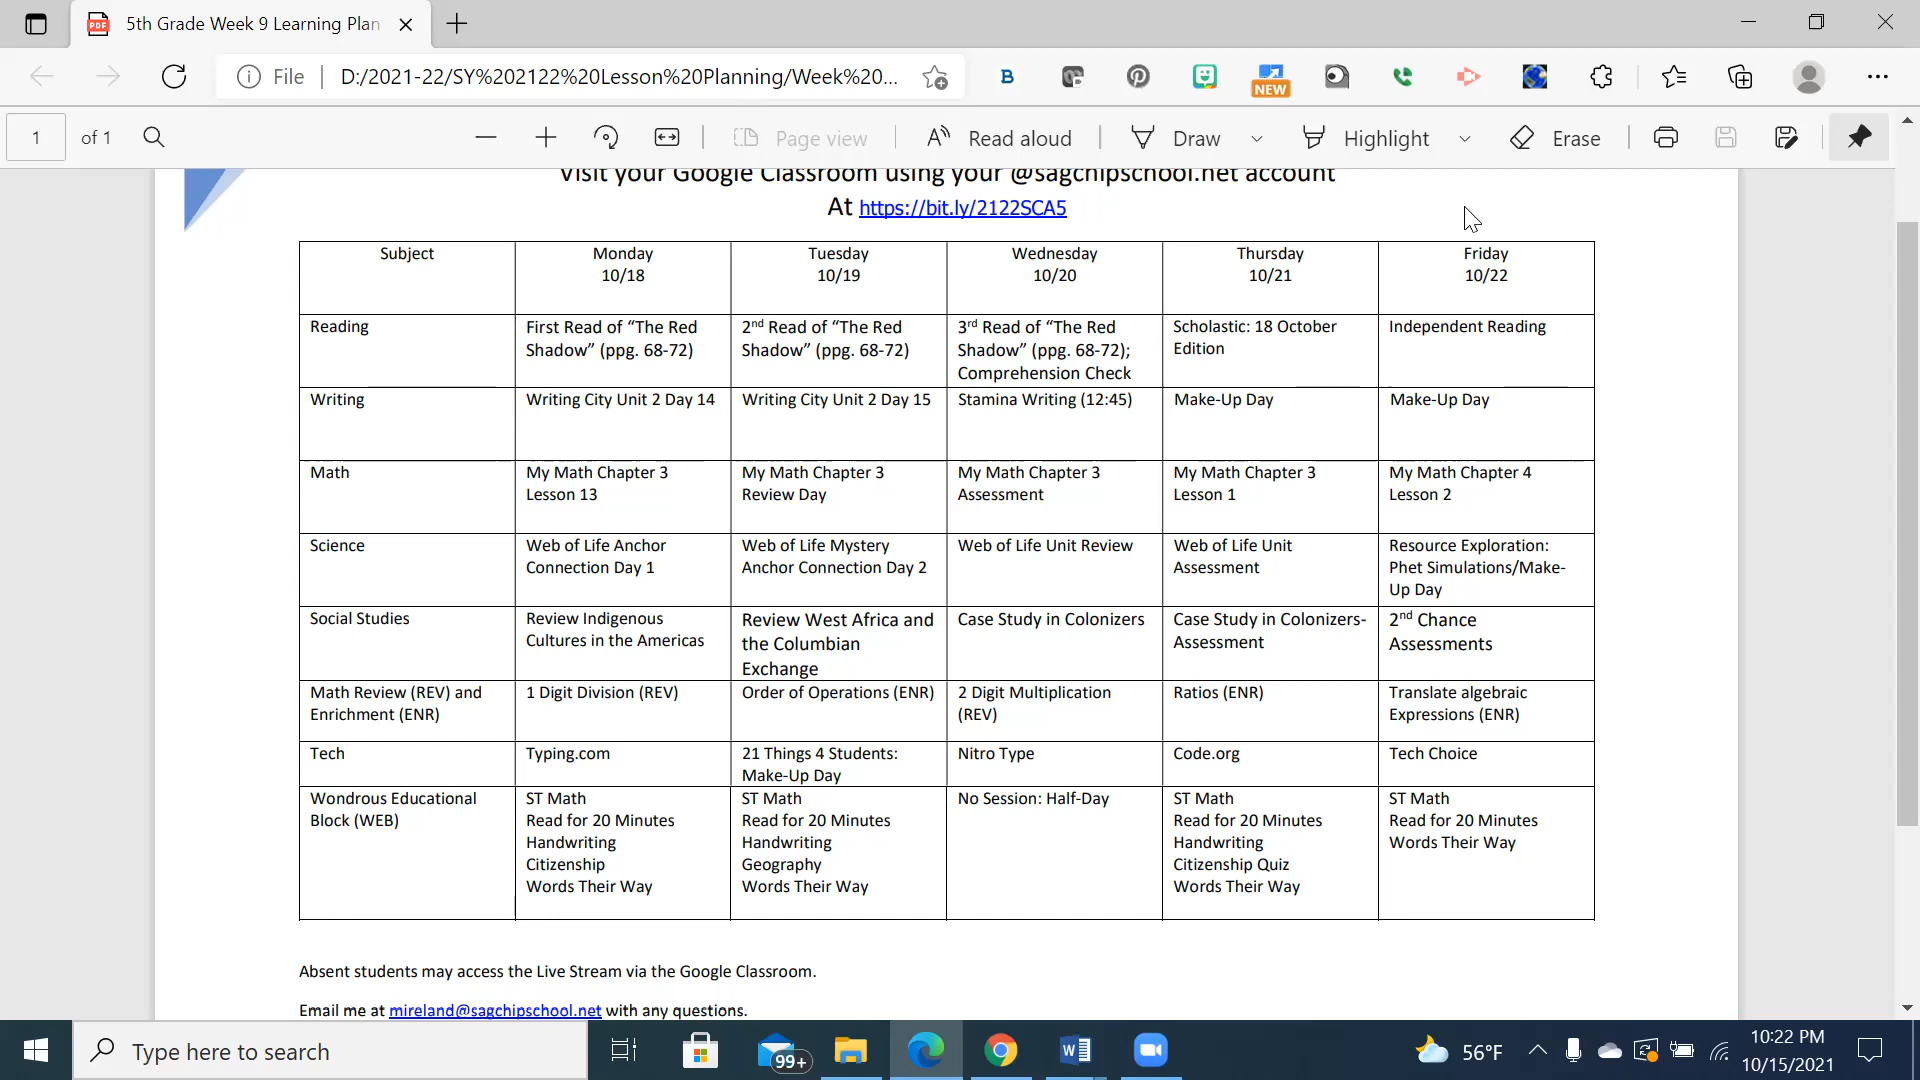 5th Grade Week 9 Learning Plan
File
D:/2021-22/SY%202122%20Lesson%20Planning/Week%20...
NEW
1
of 1
Page view
Read aloud
Draw
Highlight
Erase
Visit your Google Classroom using your @sagchipschool.net account
At https://bit.ly/2122SCA5
Subject
Monday
10/18
Tuesday
10/19
Wednesday
10/20
Thursday
10/21
Friday
10/22
Reading
First Read of “The Red
Shadow” (ppg. 68-72)
2nd Read of “The Red
Shadow” (ppg. 68-72)
3rd Read of “The Red
Shadow” (ppg. 68-72);
Comprehension Check
Scholastic: 18 October
Edition
Independent Reading
Writing
Writing City Unit 2 Day 14
Writing City Unit 2 Day 15
Stamina Writing (12:45)
Make-Up Day
Make-Up Day
Math
My Math Chapter 3
Lesson 13
My Math Chapter 3
Review Day
My Math Chapter 3
Assessment
My Math Chapter 3
Lesson 1
My Math Chapter 4
Lesson 2
Science
Web of Life Anchor
Connection Day 1
Web of Life Mystery
Anchor Connection Day 2
Web of Life Unit Review
Web of Life Unit
Assessment
Resource Exploration:
Phet Simulations/Make-
Up Day
Social Studies
Review Indigenous
Cultures in the Americas
Review West Africa and
the Columbian
Exchange
Case Study in Colonizers
Case Study in Colonizers-
Assessment
2nd Chance
Assessments
Math Review (REV) and
Enrichment (ENR)
1 Digit Division (REV)
Order of Operations (ENR)
2 Digit Multiplication
(REV)
Ratios (ENR)
Translate algebraic
Expressions (ENR)
Tech
Typing.com
21 Things 4 Students:
Make-Up Day
Nitro Type
Code.org
Tech Choice
Wondrous Educational
Block (WEB)
ST Math
Read for 20 Minutes
Handwriting
Citizenship
Words Their Way
ST Math
Read for 20 Minutes
Handwriting
Geography
Words Their Way
No Session: Half-Day
ST Math
Read for 20 Minutes
Handwriting
Citizenship Quiz
Words Their Way
ST Math
Read for 20 Minutes
Words Their Way
Absent students may access the Live Stream via the Google Classroom.
Email me at mireland@sagchipschool.net with any questions.
Type here to search
99+
56°F
10:22 PM
10/15/2021